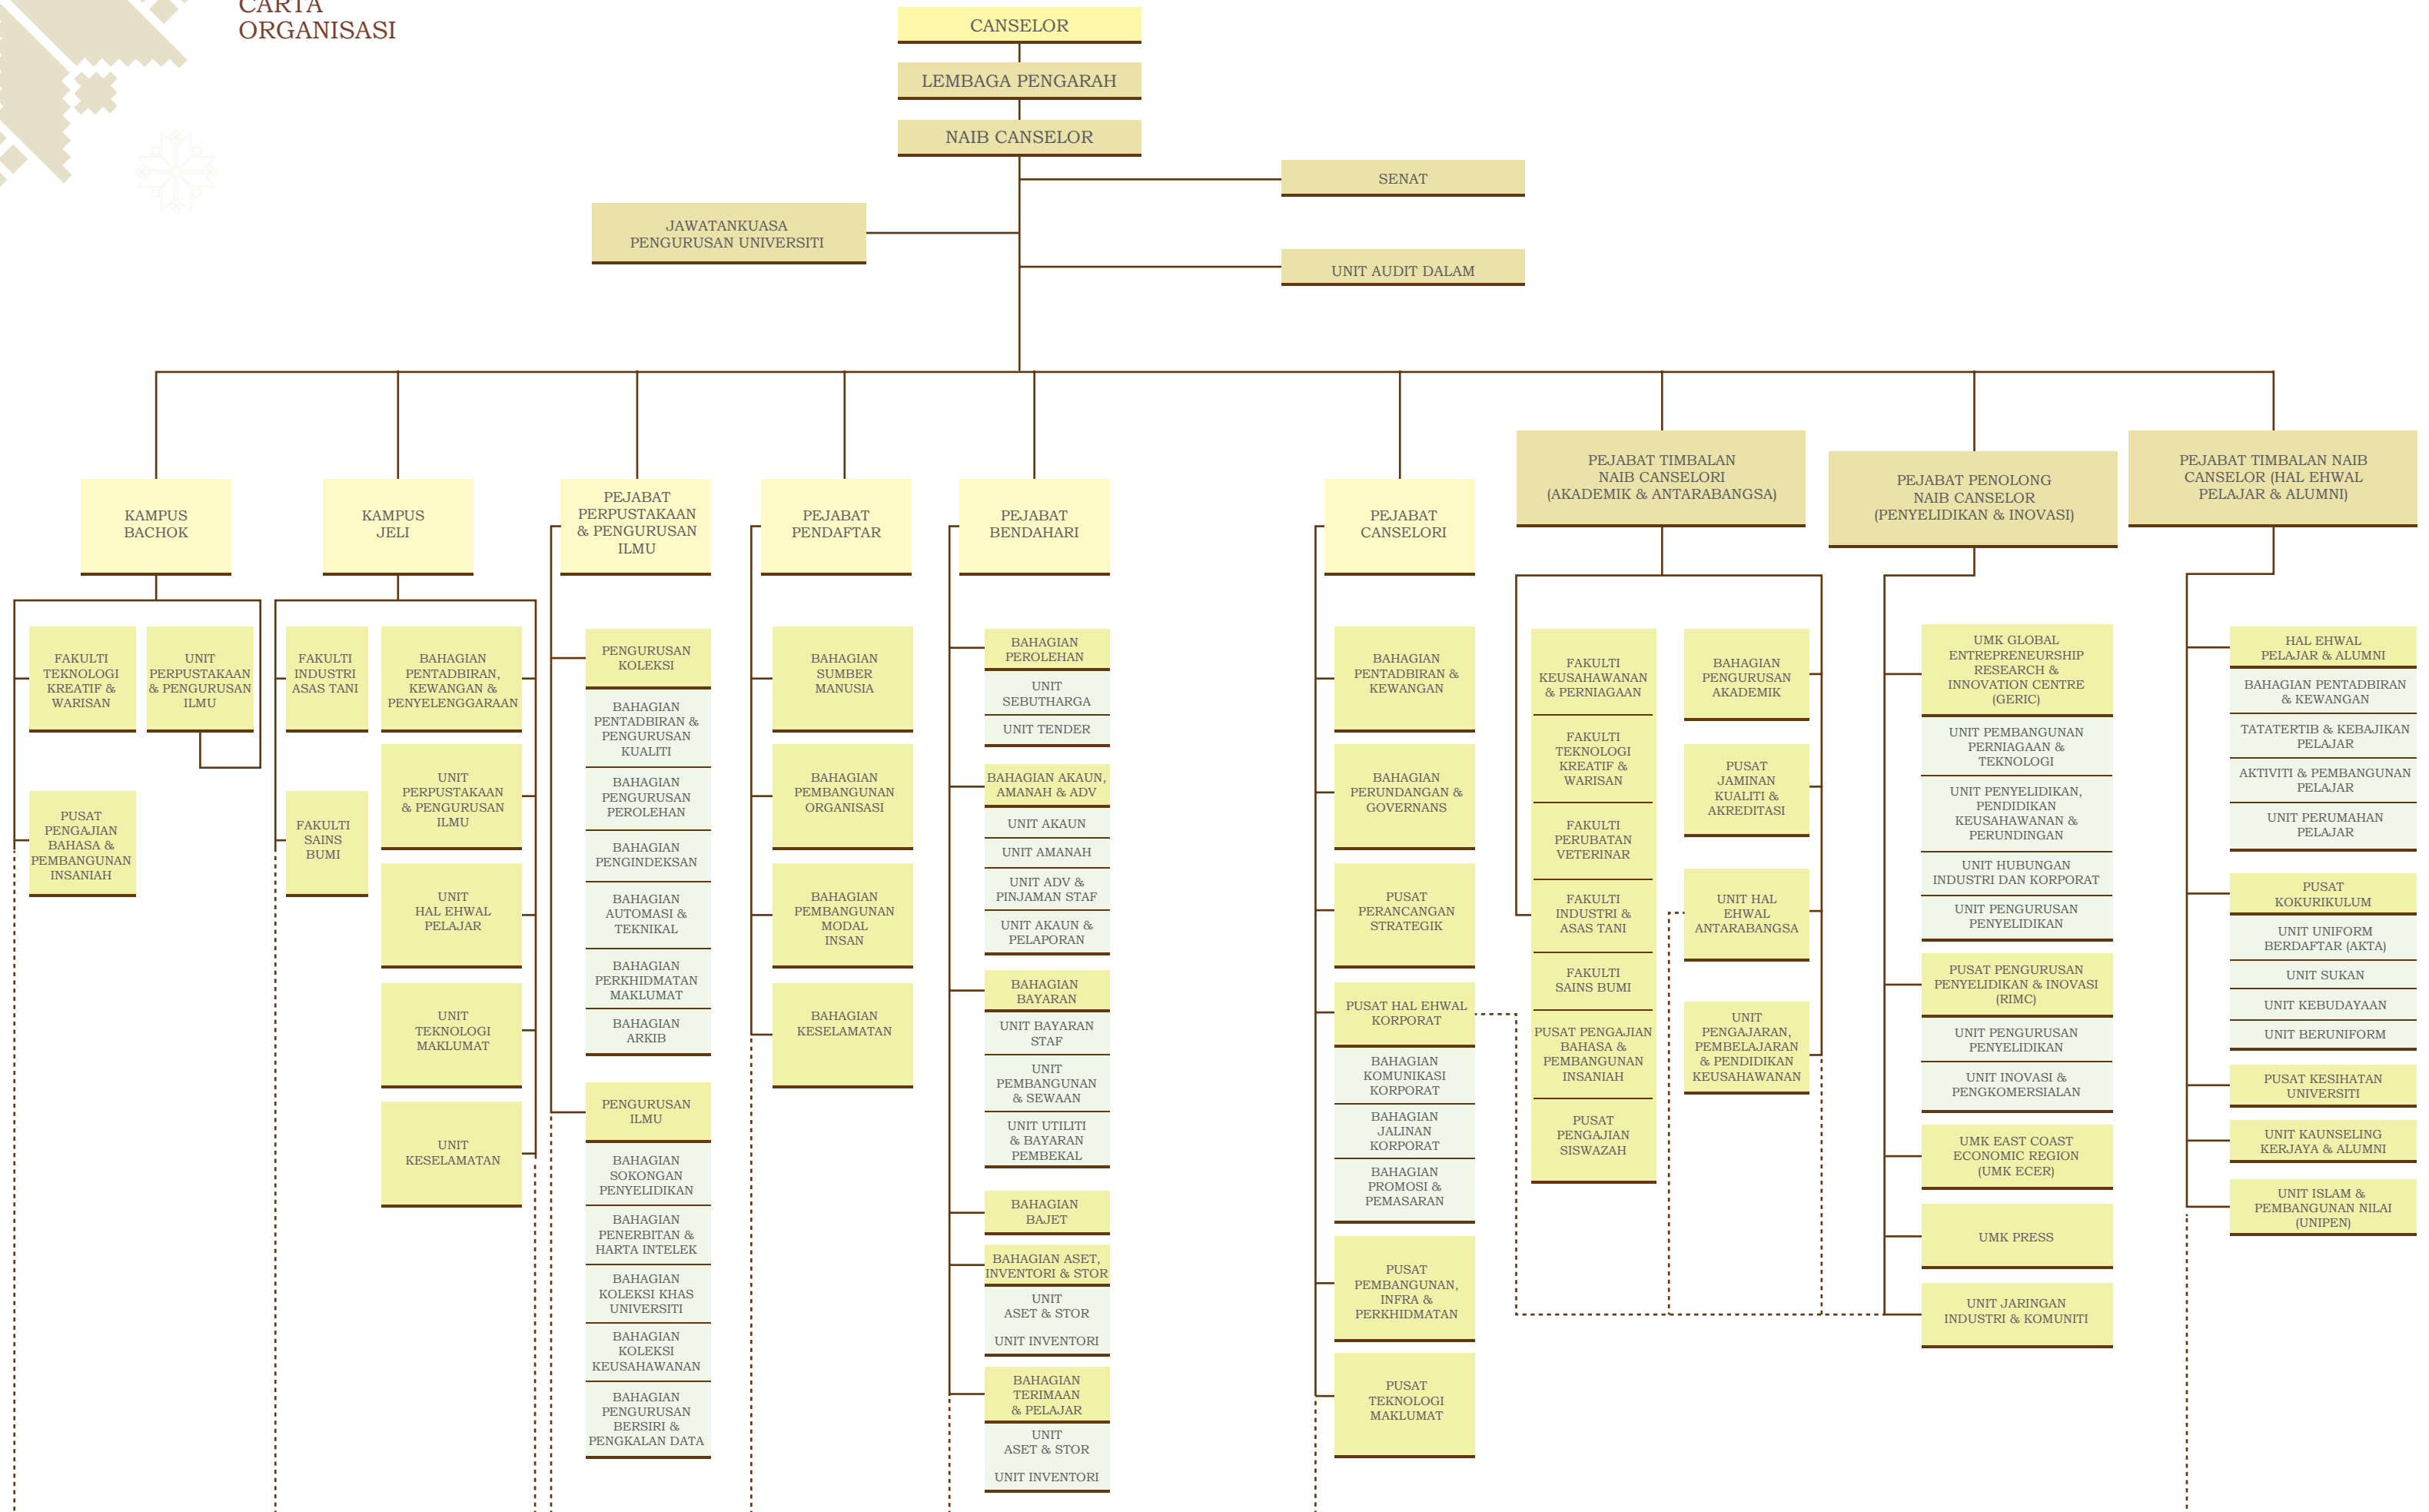 CARTA
ORGANISASI
CANSELOR
LEMBAGA PENGARAH
NAIB CANSELOR
SENAT
JAWATANKUASA
PENGURUSAN UNIVERSITI
UNIT AUDIT DALAM
KAMPUS
BACHOK
KAMPUS
JELI
PEJABAT
PERPUSTAKAAN
& PENGURUSAN
ILMU
PEJABAT
PENDAFTAR
PEJABAT
BENDAHARI
PEJABAT
CANSELORI
PEJABAT TIMBALAN
NAIB CANSELORI
(AKADEMIK & ANTARABANGSA)
PEJABAT PENOLONG
NAIB CANSELOR
(PENYELIDIKAN & INOVASI)
PEJABAT TIMBALAN NAIB
CANSELOR (HAL EHWAL
PELAJAR & ALUMNI)
FAKULTI
TEKNOLOGI
KREATIF &
WARISAN
UNIT
PERPUSTAKAAN
& PENGURUSAN
ILMU
PUSAT
PENGAJIAN
BAHASA &
PEMBANGUNAN
INSANIAH
FAKULTI
INDUSTRI
ASAS TANI
FAKULTI
SAINS
BUMI
BAHAGIAN
PENTADBIRAN,
KEWANGAN &
PENYELENGGARAAN
UNIT
PERPUSTAKAAN
& PENGURUSAN
ILMU
UNIT
HAL EHWAL
PELAJAR
UNIT
TEKNOLOGI
MAKLUMAT
UNIT
KESELAMATAN
PENGURUSAN
KOLEKSI
BAHAGIAN
PENTADBIRAN &
PENGURUSAN
KUALITI
BAHAGIAN
PENGURUSAN
PEROLEHAN
BAHAGIAN
PENGINDEKSAN
BAHAGIAN
AUTOMASI &
TEKNIKAL
BAHAGIAN
PERKHIDMATAN
MAKLUMAT
BAHAGIAN
ARKIB
PENGURUSAN
ILMU
BAHAGIAN
SOKONGAN
PENYELIDIKAN
BAHAGIAN
PENERBITAN &
HARTA INTELEK
BAHAGIAN
KOLEKSI KHAS
UNIVERSITI
BAHAGIAN
KOLEKSI
KEUSAHAWANAN
BAHAGIAN
PENGURUSAN
BERSIRI &
PENGKALAN DATA
BAHAGIAN
SUMBER
MANUSIA
BAHAGIAN
PEMBANGUNAN
ORGANISASI
BAHAGIAN
PEMBANGUNAN
MODAL
INSAN
BAHAGIAN
KESELAMATAN
BAHAGIAN
PEROLEHAN
UNIT
SEBUTHARGA
UNIT TENDER
BAHAGIAN AKAUN,
AMANAH & ADV
UNIT AKAUN
UNIT AMANAH
UNIT ADV &
PINJAMAN STAF
UNIT AKAUN &
PELAPORAN
BAHAGIAN
BAYARAN
UNIT BAYARAN
STAF
UNIT
PEMBANGUNAN
& SEWAAN
UNIT UTILITI
& BAYARAN
PEMBEKAL
BAHAGIAN
BAJET
BAHAGIAN ASET,
INVENTORI & STOR
UNIT
ASET & STOR
UNIT INVENTORI
BAHAGIAN
TERIMAAN
& PELAJAR
UNIT
ASET & STOR
UNIT INVENTORI
BAHAGIAN
PENTADBIRAN &
KEWANGAN
BAHAGIAN
PERUNDANGAN &
GOVERNANS
PUSAT
PERANCANGAN
STRATEGIK
PUSAT HAL EHWAL
KORPORAT
BAHAGIAN
KOMUNIKASI
KORPORAT
BAHAGIAN
JALINAN
KORPORAT
BAHAGIAN
PROMOSI &
PEMASARAN
PUSAT
PEMBANGUNAN,
INFRA &
PERKHIDMATAN
PUSAT
TEKNOLOGI
MAKLUMAT
FAKULTI
KEUSAHAWANAN
& PERNIAGAAN
FAKULTI
TEKNOLOGI
KREATIF &
WARISAN
FAKULTI
PERUBATAN
VETERINAR
FAKULTI
INDUSTRI &
ASAS TANI
FAKULTI
SAINS BUMI
PUSAT PENGAJIAN
BAHASA &
PEMBANGUNAN
INSANIAH
PUSAT
PENGAJIAN
SISWAZAH
BAHAGIAN
PENGURUSAN
AKADEMIK
PUSAT
JAMINAN
KUALITI &
AKREDITASI
UNIT HAL
EHWAL
ANTARABANGSA
UNIT
PENGAJARAN,
PEMBELAJARAN
& PENDIDIKAN
KEUSAHAWANAN
UMK GLOBAL
ENTREPRENEURSHIP
RESEARCH &
INNOVATION CENTRE
(GERIC)
UNIT PEMBANGUNAN
PERNIAGAAN &
TEKNOLOGI
UNIT PENYELIDIKAN,
PENDIDIKAN
KEUSAHAWANAN &
PERUNDINGAN
UNIT HUBUNGAN
INDUSTRI DAN KORPORAT
UNIT PENGURUSAN
PENYELIDIKAN
PUSAT PENGURUSAN
PENYELIDIKAN & INOVASI
(RIMC)
UNIT PENGURUSAN
PENYELIDIKAN
UNIT INOVASI &
PENGKOMERSIALAN
UMK EAST COAST
ECONOMIC REGION
(UMK ECER)
UMK PRESS
UNIT JARINGAN
INDUSTRI & KOMUNITI
HAL EHWAL
PELAJAR & ALUMNI
BAHAGIAN PENTADBIRAN
& KEWANGAN
TATATERTIB & KEBAJIKAN
PELAJAR
AKTIVITI & PEMBANGUNAN
PELAJAR
UNIT PERUMAHAN
PELAJAR
PUSAT
KOKURIKULUM
UNIT UNIFORM
BERDAFTAR (AKTA)
UNIT SUKAN
UNIT KEBUDAYAAN
UNIT BERUNIFORM
PUSAT KESIHATAN
UNIVERSITI
UNIT KAUNSELING
KERJAYA & ALUMNI
UNIT ISLAM &
PEMBANGUNAN NILAI
(UNIPEN)